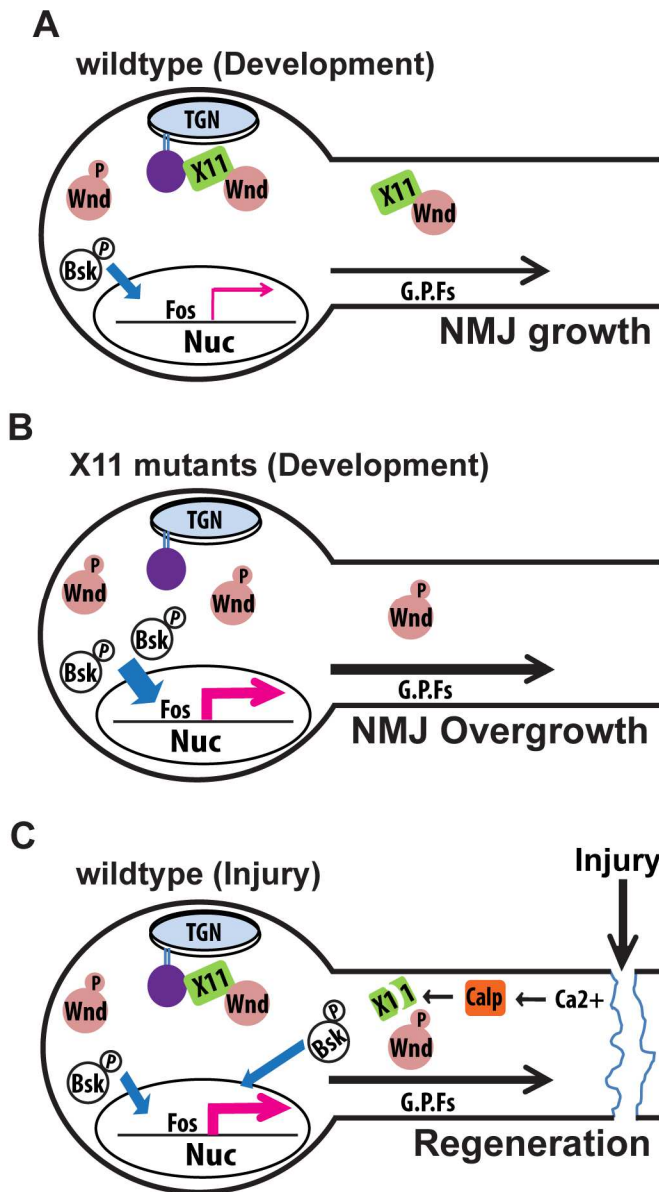 A
wildtype (Development)
TGN
P
Wnd
X11
Wnd
X11
Wnd
P
Bsk
Fos
Nuc
G.P.Fs
NMJ growth
B
X11 mutants (Development)
TGN
P
Wnd
P
Wnd
P
Wnd
P
Bsk
P
Bsk
Fos
Nuc
G.P.Fs
NMJ Overgrowth
C
wildtype (Injury)
Injury
TGN
P
Wnd
X11
Wnd
X11
Calp
Ca2+
P
Wnd
P
Bsk
P
Bsk
Fos
Nuc
G.P.Fs
Regeneration